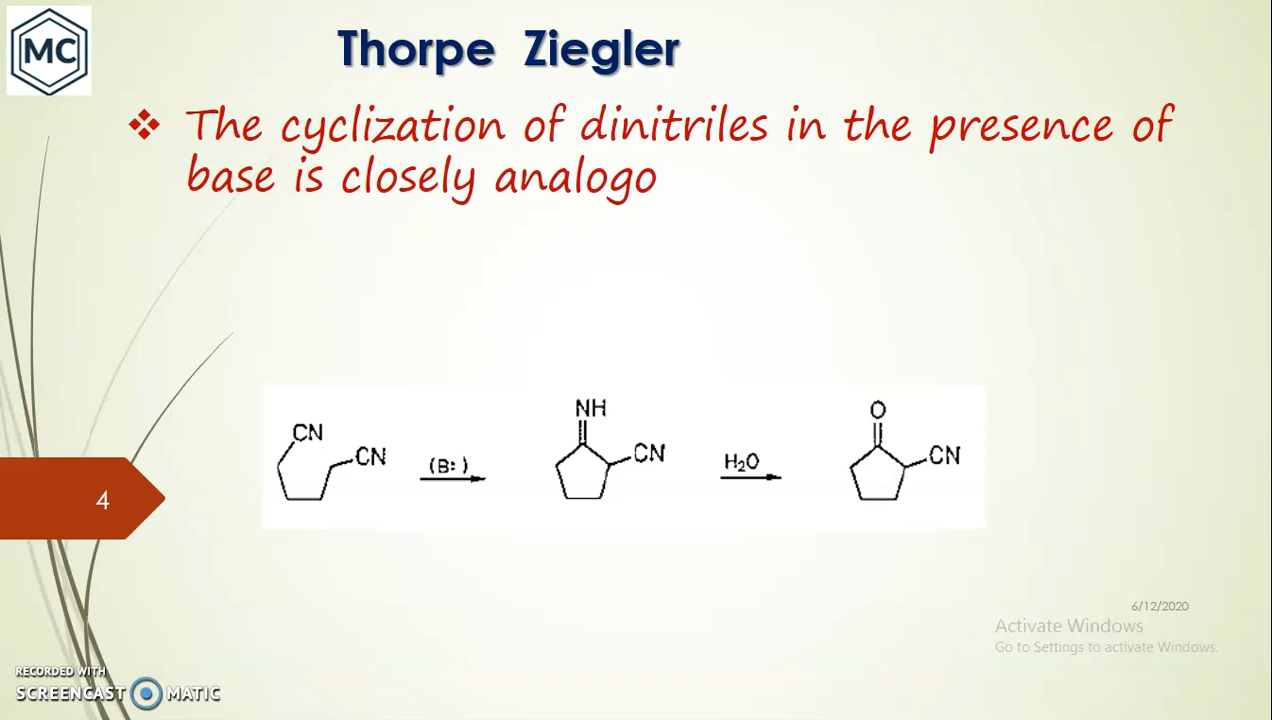 MC
Thorpe Ziegler
❖ The cyclization of dinitriles in the presence of
base is closely analogo
CN
CN
(B:)
NH
CN
H₂O
O
CN
4
6/12/2020
Activate Windows
Go to Settings to activate Windows.
RECORDED WITH
SCREENCAST MATIC